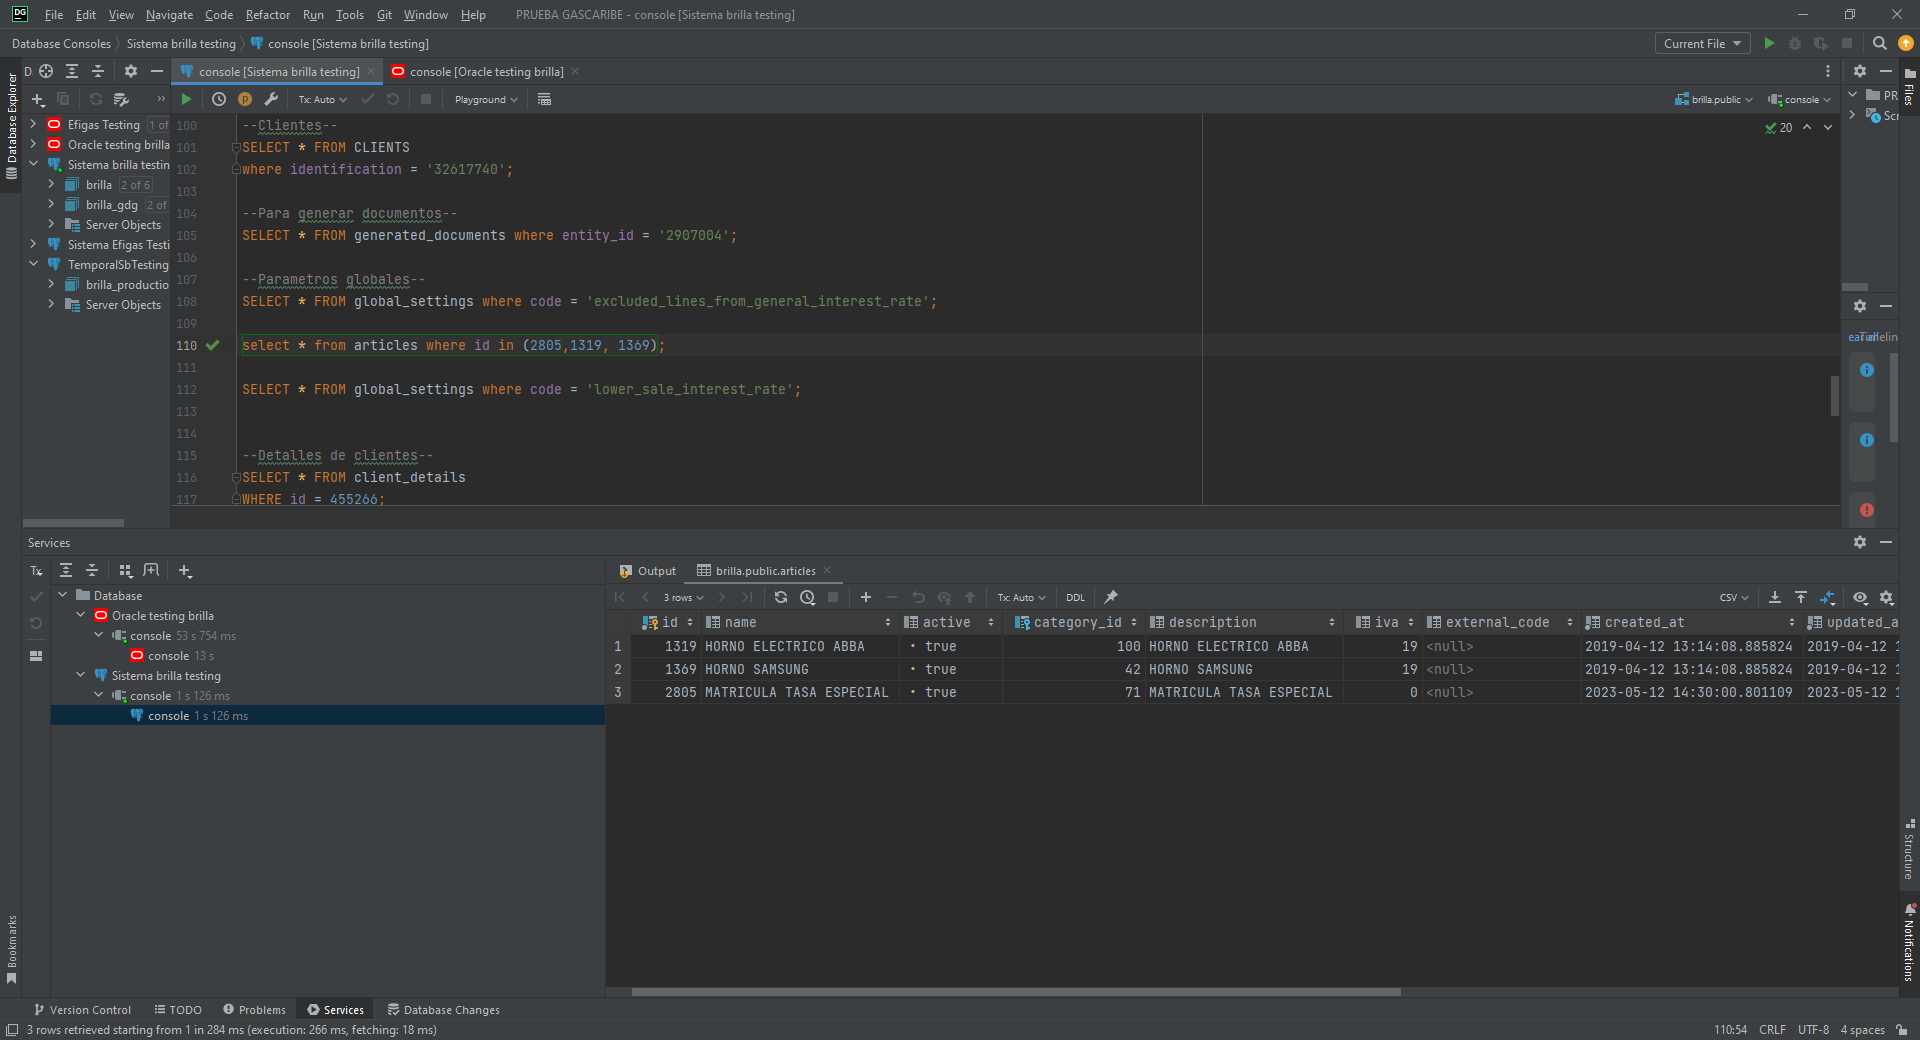 DG File Edit View Navigate Code Refactor Run Tools Git Window Help PRUEBA GASCARIBE - console [Sistema brilla testing]
Database Consoles Sistema brilla testing console [Sistema brilla testing] Current File
D console [Sistema brilla testing] console [Oracle testing brilla]
Tx: Auto Playground brilla.public console
Database Explorer
Efigas Testing 1 of
Oracle testing brilla
Sistema brilla testin
brilla 2 of 6
brilla_gdg 2 of
Server Objects
Sistema Efigas Testi
TemporalSbTesting
brilla_productio
Server Objects
20
100 --Clientes--
101 SELECT * FROM CLIENTS
102 where identification = '32617740';
103
104 --Para generar documentos--
105 SELECT * FROM generated_documents where entity_id = '2907004';
106
107 --Parametros globales--
108 SELECT * FROM global_settings where code = 'excluded_lines_from_general_interest_rate';
109
110 select * from articles where id in (2805,1319, 1369);
111
112 SELECT * FROM global_settings where code = 'lower_sale_interest_rate';
113
114
115 --Detalles de clientes--
116 SELECT * FROM client_details
117 WHERE id = 455266;
PR
Scr
Timelin
Files
Services
Tx
Database
Oracle testing brilla
console 53 s 754 ms
console 13 s
Sistema brilla testing
console 1 s 126 ms
console 1 s 126 ms
Output brilla.public.articles
3 rows Tx: Auto DDL CSV
id name active category_id description iva external_code created_at updated_a
1 1319 HORNO ELECTRICO ABBA • true 100 HORNO ELECTRICO ABBA 19 <null> 2019-04-12 13:14:08.885824 2019-04-12 1
2 1369 HORNO SAMSUNG • true 42 HORNO SAMSUNG 19 <null> 2019-04-12 13:14:08.885824 2019-04-12 1
3 2805 MATRICULA TASA ESPECIAL • true 71 MATRICULA TASA ESPECIAL 0 <null> 2023-05-12 14:30:00.801109 2023-05-12 1
Structure
Notifications
Bookmarks
Version Control TODO Problems Services Database Changes
3 rows retrieved starting from 1 in 284 ms (execution: 266 ms, fetching: 18 ms) 110:54 CRLF UTF-8 4 spaces